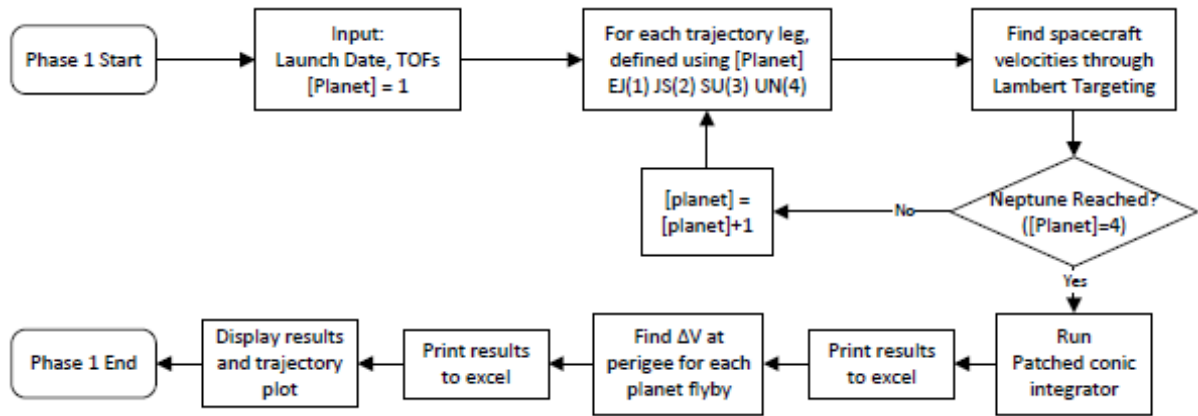 Phase 1 Start
Input:
Launch Date, TOFs
[Planet] = 1
For each trajectory leg,
defined using [Planet]
EJ(1) JS(2) SU(3) UN(4)
Find spacecraft
velocities through
Lambert Targeting
Neptune Reached?
([Planet]=4)
No
[planet] =
[planet]+1
Yes
Run
Patched conic
integrator
Print results
to excel
Find ΔV at
perigee for each
planet flyby
Print results
to excel
Display results
and trajectory
plot
Phase 1 End